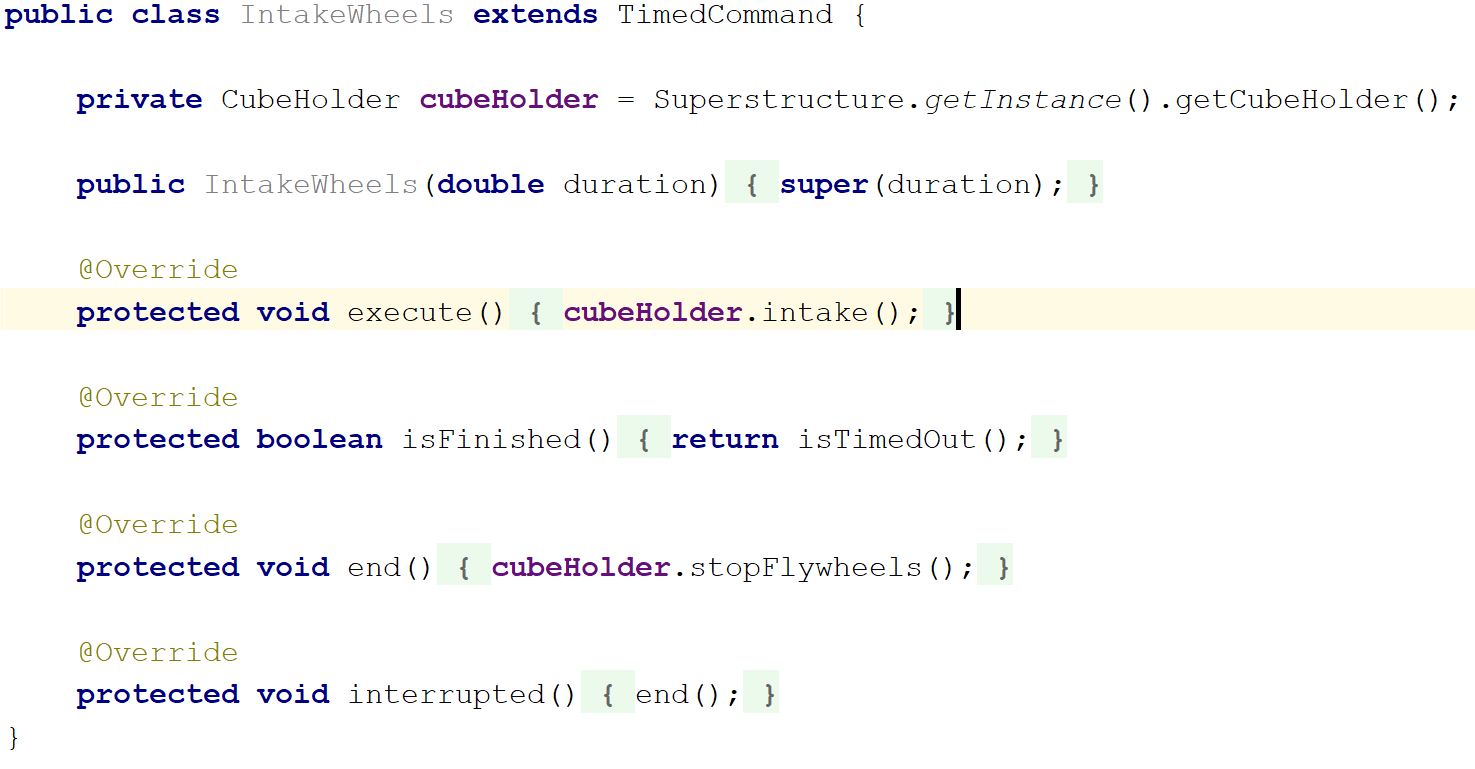 public class IntakeWheels extends TimedCommand {
private CubeHolder cubeHolder = Superstructure.getInstance().getCubeHolder();
public IntakeWheels(double duration) { super(duration); }
@Override
protected void execute() { cubeHolder.intake(); }
@Override
protected boolean isFinished() { return isTimedOut(); }
@Override
protected void end() { cubeHolder.stopFlywheels(); }
@Override
protected void interrupted() { end(); }
}